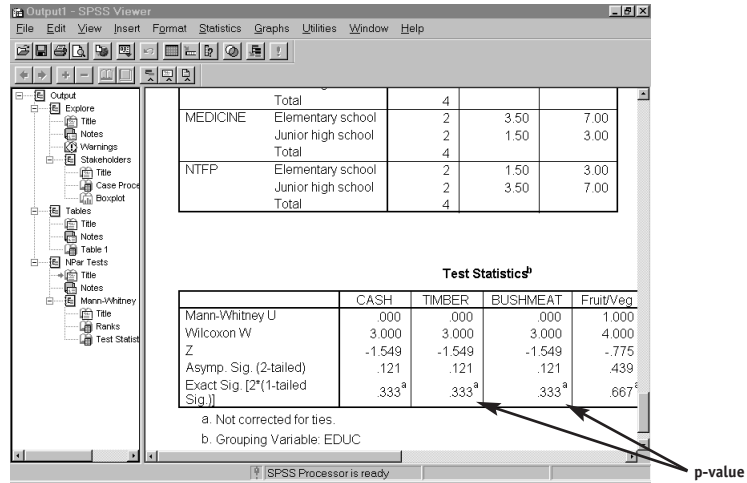 Output1 - SPSS Viewer
File Edit View Insert Format Statistics Graphs Utilities Window Help
Output
Explore
Title
Notes
Warnings
Stakeholders
Title
Case Proce
Boxplot
Tables
Title
Notes
Table 1
NPar Tests
Title
Notes
Mann-Whitney
Title
Ranks
Test Statist
Total 4
MEDICINE Elementary school 2 3.50 7.00
Junior high school 2 1.50 3.00
Total 4
NTFP Elementary school 2 1.50 3.00
Junior high school 2 3.50 7.00
Total 4
Test Statistics b
CASH TIMBER BUSHMEAT Fruit/Veg
Mann-Whitney U .000 .000 .000 1.000
Wilcoxon W 3.000 3.000 3.000 4.000
Z -1.549 -1.549 -1.549 -.775
Asymp. Sig. (2-tailed) .121 .121 .121 .439
Exact Sig. [2*(1-tailed
Sig.)] .333 a .333 a .333 a .667 a
a. Not corrected for ties.
b. Grouping Variable: EDUC
p-value
SPSS Processor is ready